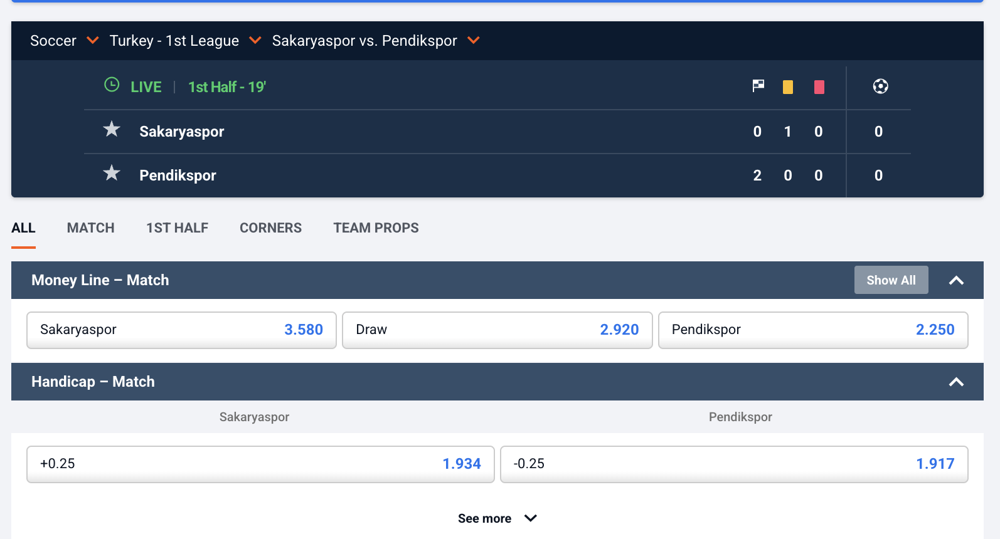 Soccer Turkey - 1st League Sakaryaspor vs. Pendikspor
LIVE | 1st Half - 19'
Sakaryaspor 0 1 0 0
Pendikspor 2 0 0 0
ALL MATCH 1ST HALF CORNERS TEAM PROPS
Money Line – Match Show All
Sakaryaspor 3.580 Draw 2.920 Pendikspor 2.250
Handicap – Match
Sakaryaspor Pendikspor
+0.25 1.934 -0.25 1.917
See more